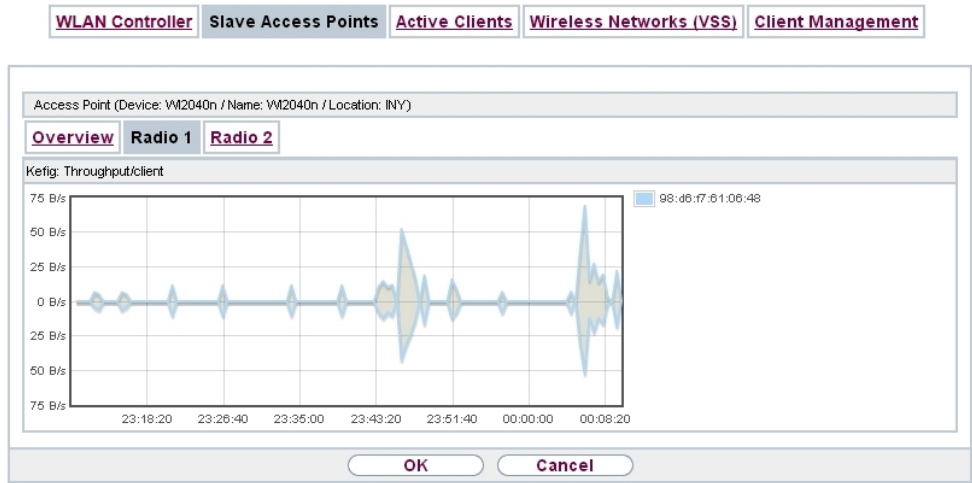 WLAN Controller Slave Access Points Active Clients Wireless Networks (VSS) Client Management
Access Point (Device: WI2040n / Name: WI2040n / Location: INY)
Overview Radio 1 Radio 2
Kefig: Throughput/client
75 B/s
98:d6:f7:61:06:48
50 B/s
25 B/s
0 B/s
25 B/s
50 B/s
75 B/s
23:18:20 23:26:40 23:35:00 23:43:20 23:51:40 00:00:00 00:08:20
OK Cancel